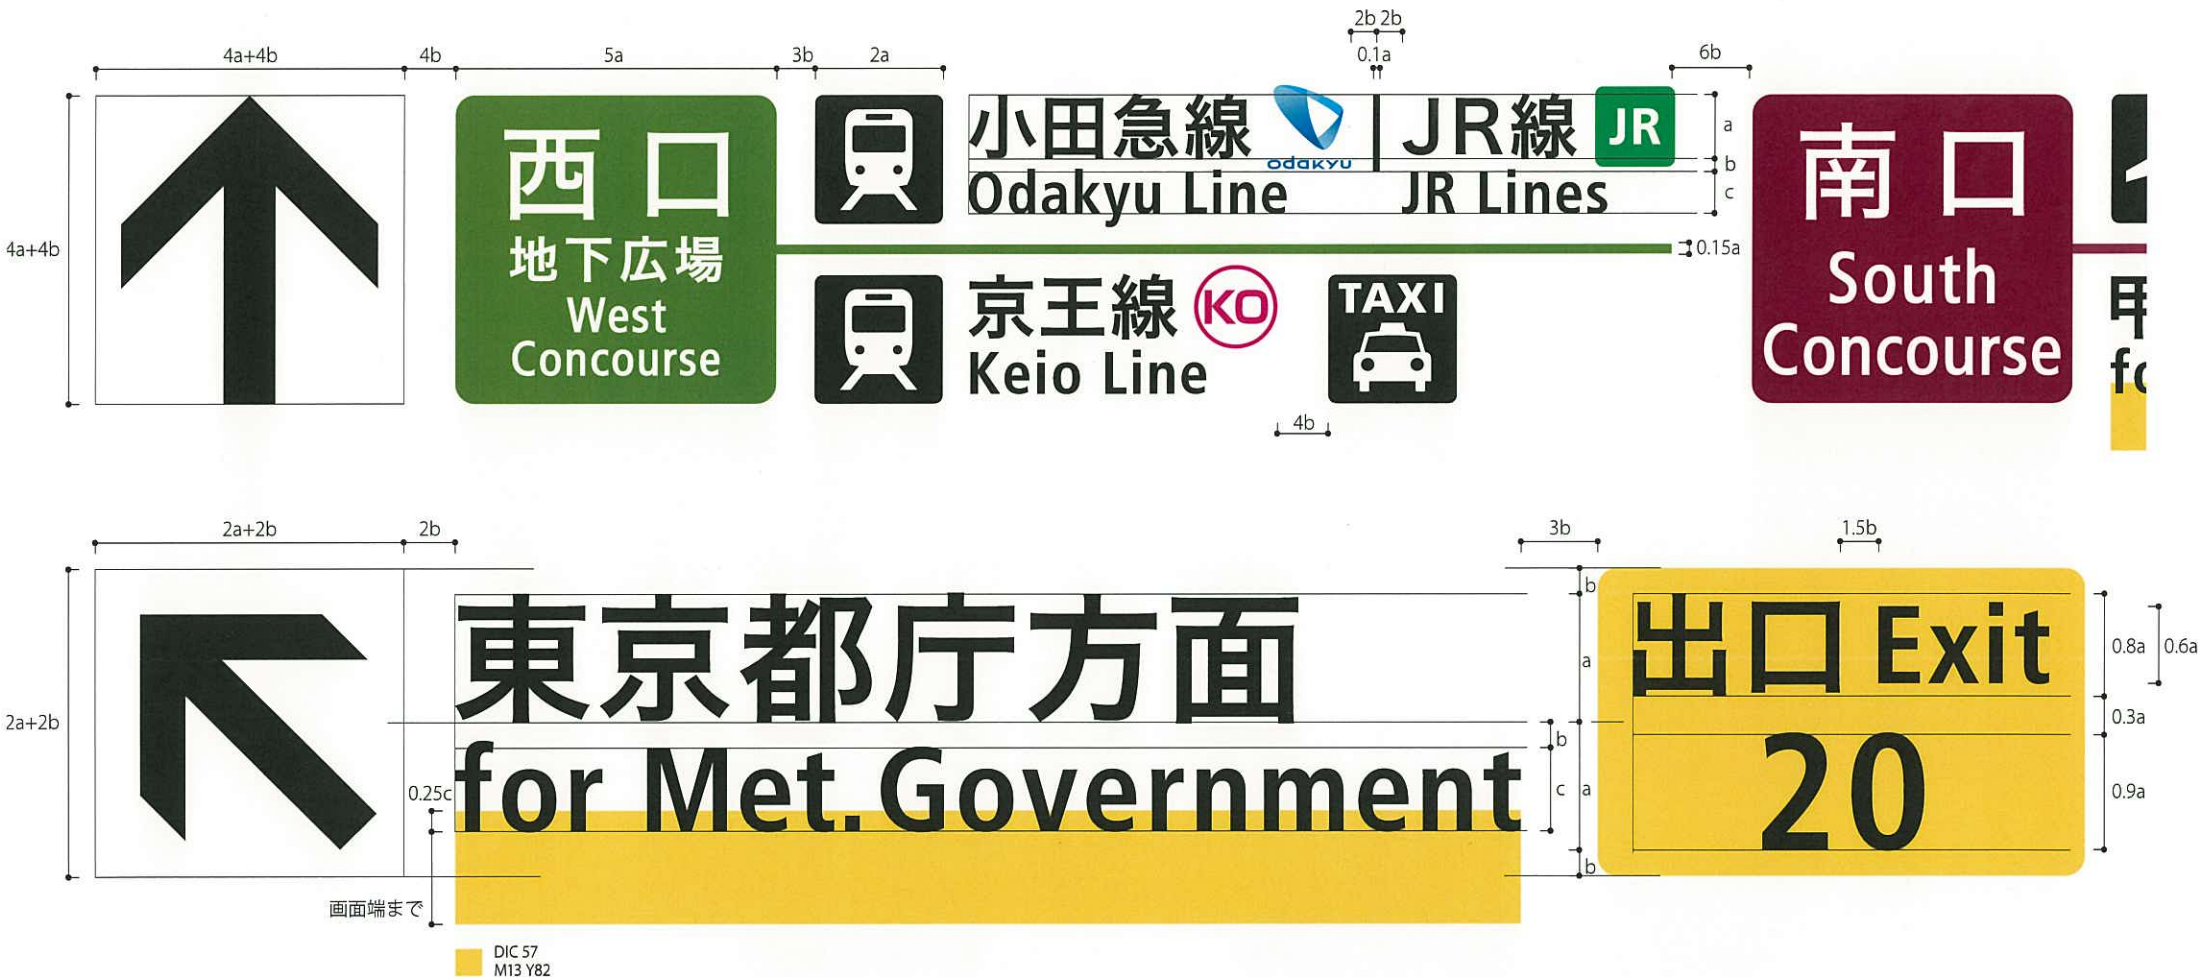 2b 2b
4a+4b 4b 5a 3b 2a 0.1a 6b
西口
地下広場
West
Concourse
小田急線 odakyu JR線 JR
Odakyu Line JR Lines
a
b
c
4a+4b
0.15a
京王線 KO
Keio Line
TAXI
4b
南口
South
Concourse
2a+2b 2b 3b 1.5b
2a+2b
東京都庁方面
for Met. Government
0.25c
画面端まで
b
c
b
a
a
b
出口 Exit
20
0.8a 0.6a
0.3a
0.9a
DIC 57
M13 Y82